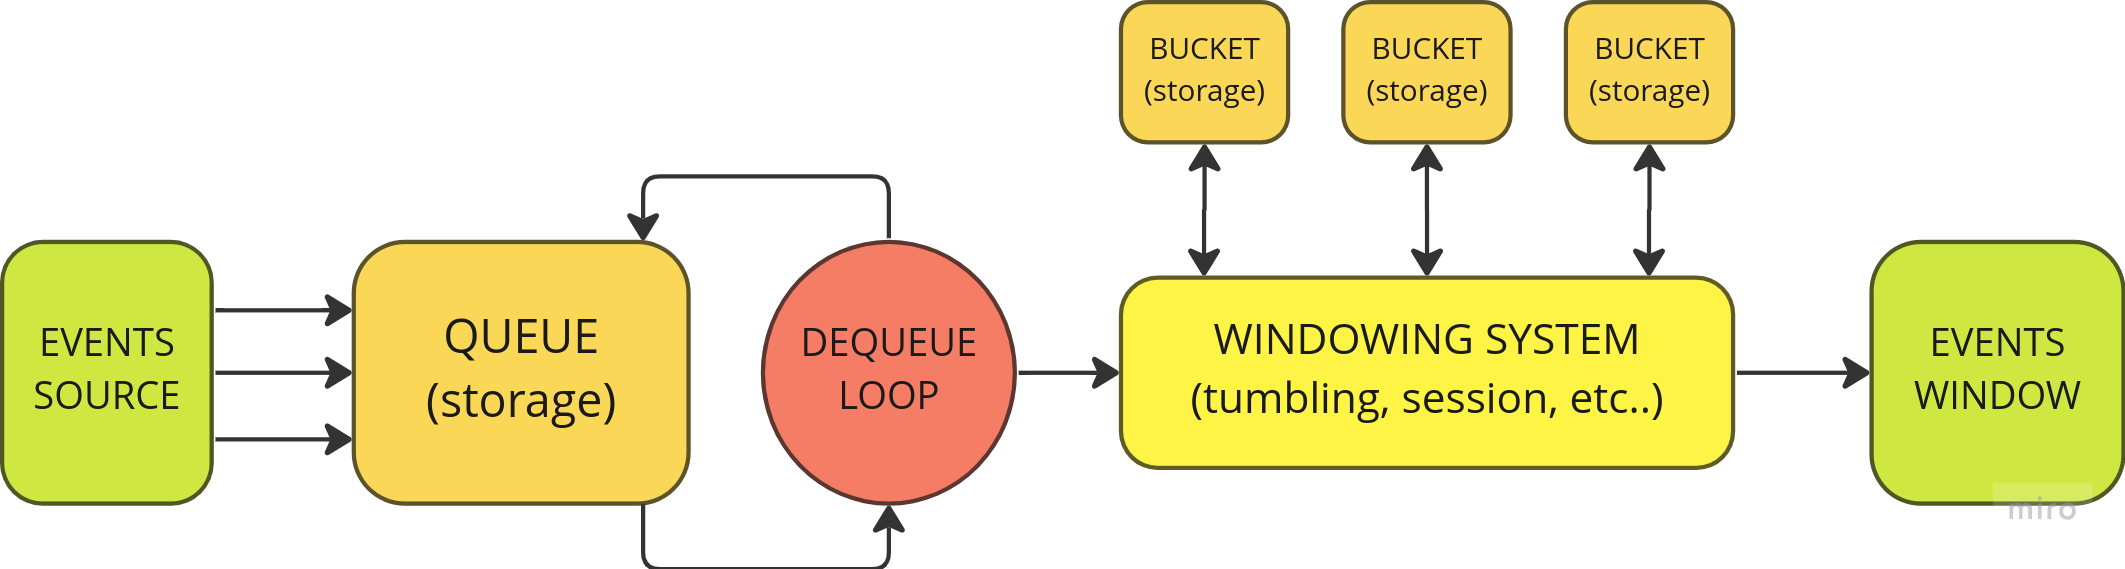 BUCKET
(storage)
BUCKET
(storage)
BUCKET
(storage)
EVENTS
SOURCE
QUEUE
(storage)
DEQUEUE
LOOP
WINDOWING SYSTEM
(tumbling, session, etc..)
EVENTS
WINDOW
miro